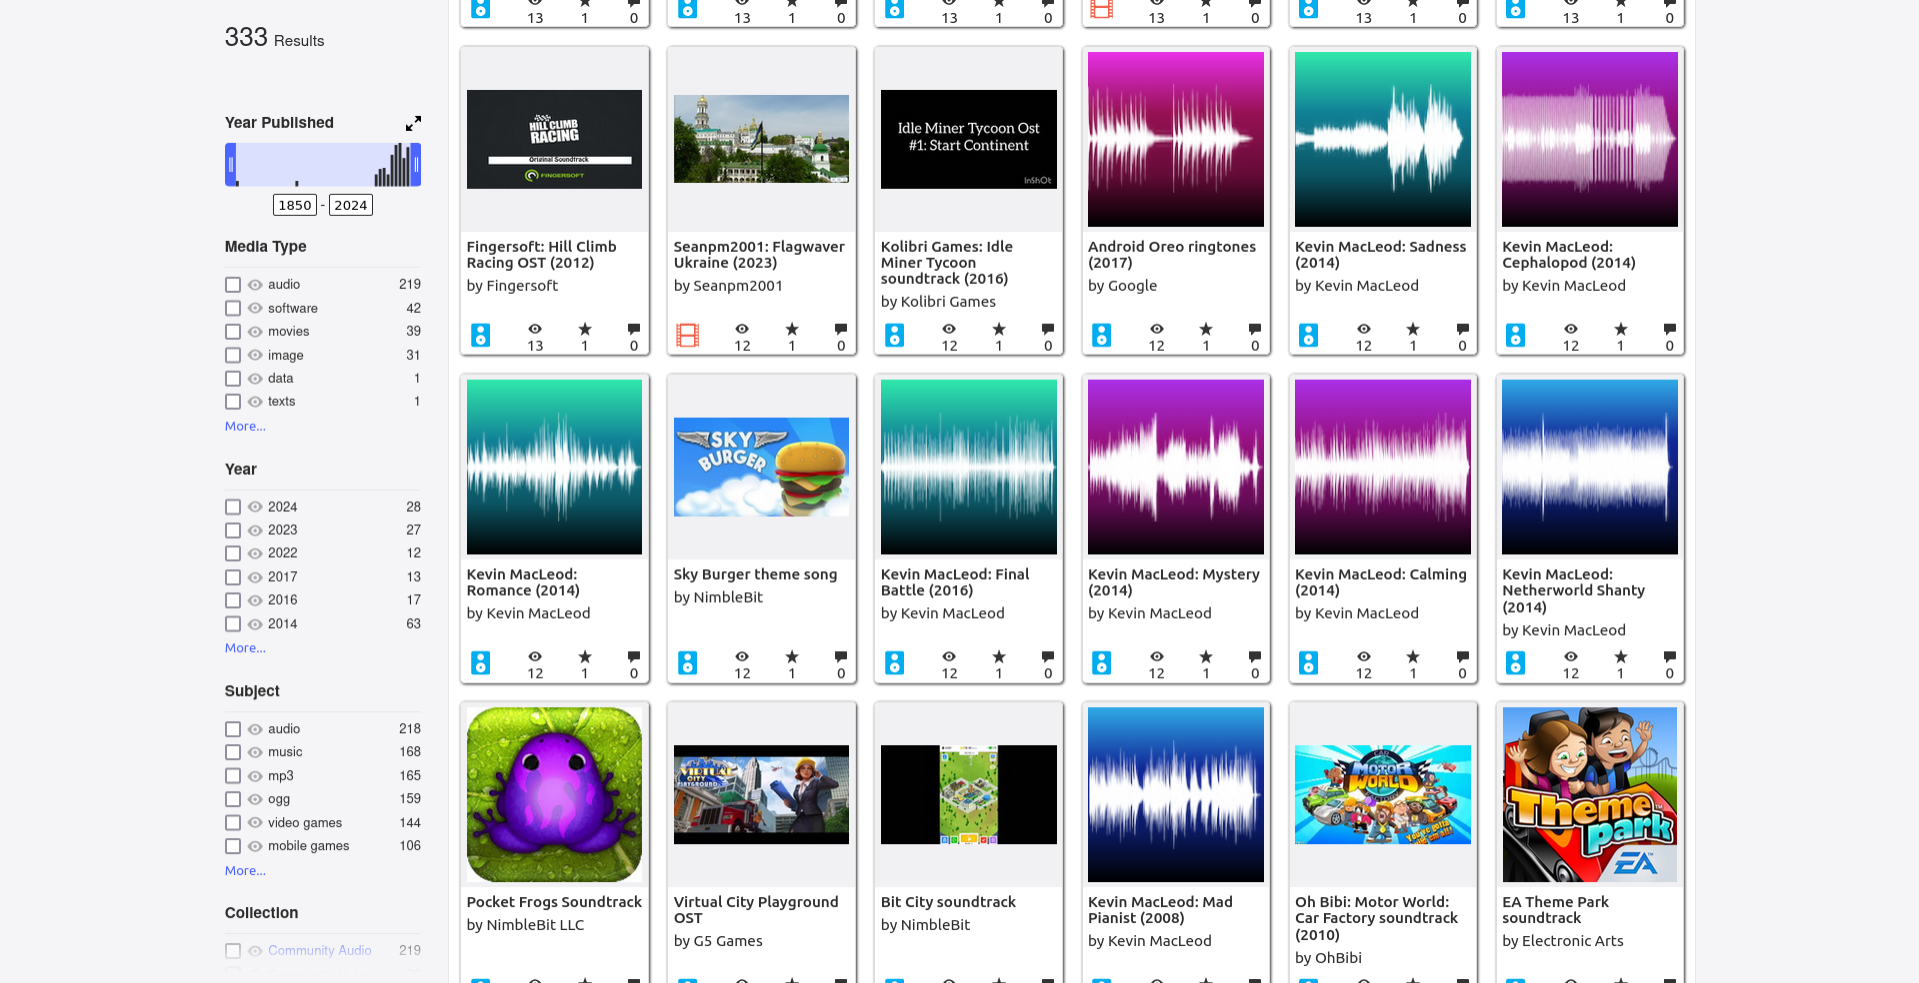 333 Results
Year Published
1850 - 2024
Media Type
audio 219
software 42
movies 39
image 31
data 1
texts 1
More...
Year
2024 28
2023 27
2022 12
2017 13
2016 17
2014 63
More...
Subject
audio 218
music 168
mp3 165
ogg 159
video games 144
mobile games 106
More...
Collection
Community Audio 219
13 1 0
13 1 0
13 1 0
13 1 0
13 1 0
13 1 0
HILL CLIMB
RACING
Original Soundtrack
FINGERSOFT
Fingersoft: Hill Climb
Racing OST (2012)
by Fingersoft
13 1 0
Seanpm2001: Flagwaver
Ukraine (2023)
by Seanpm2001
12 1 0
Idle Miner Tycoon Ost
#1: Start Continent
InShOt
Kolibri Games: Idle
Miner Tycoon
soundtrack (2016)
by Kolibri Games
12 1 0
Android Oreo ringtones
(2017)
by Google
12 1 0
Kevin MacLeod: Sadness
(2014)
by Kevin MacLeod
12 1 0
Kevin MacLeod:
Cephalopod (2014)
by Kevin MacLeod
12 1 0
Kevin MacLeod:
Romance (2014)
by Kevin MacLeod
12 1 0
SKY
BURGER
Sky Burger theme song
by NimbleBit
12 1 0
Kevin MacLeod: Final
Battle (2016)
by Kevin MacLeod
12 1 0
Kevin MacLeod: Mystery
(2014)
by Kevin MacLeod
12 1 0
Kevin MacLeod: Calming
(2014)
by Kevin MacLeod
12 1 0
Kevin MacLeod:
Netherworld Shanty
(2014)
by Kevin MacLeod
12 1 0
Pocket Frogs Soundtrack
by NimbleBit LLC
VIRTUAL
CITY
PLAYGROUND
Virtual City Playground
OST
by G5 Games
Bit City soundtrack
by NimbleBit
Kevin MacLeod: Mad
Pianist (2008)
by Kevin MacLeod
MOTOR
WORLD
Oh Bibi: Motor World:
Car Factory soundtrack
(2010)
by OhBibi
Theme
park
EA
EA Theme Park
soundtrack
by Electronic Arts